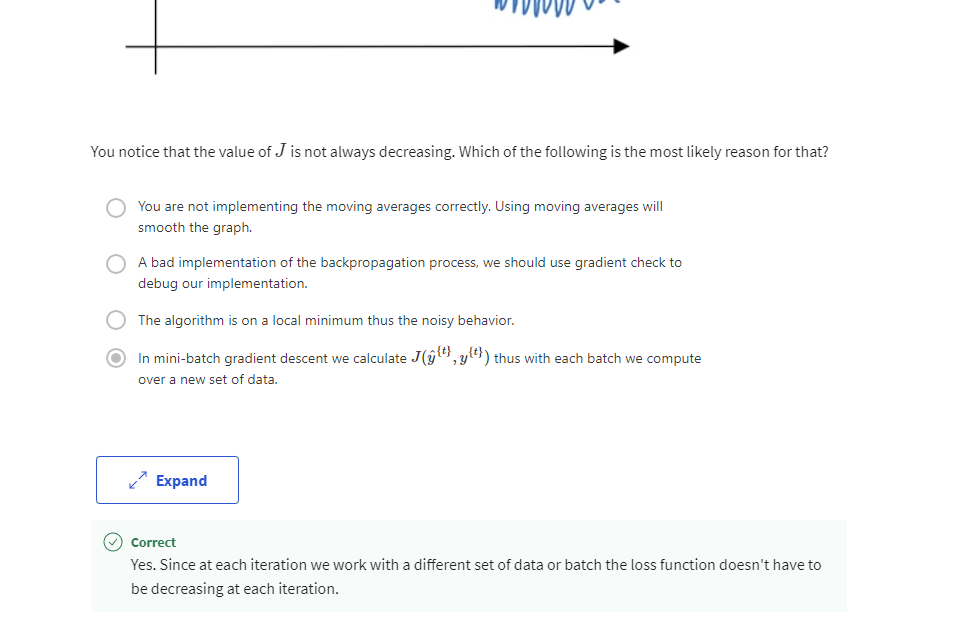 You notice that the value of J is not always decreasing. Which of the following is the most likely reason for that?
You are not implementing the moving averages correctly. Using moving averages will
smooth the graph.
A bad implementation of the backpropagation process, we should use gradient check to
debug our implementation.
The algorithm is on a local minimum thus the noisy behavior.
In mini-batch gradient descent we calculate J(ŷ^{t}, y^{t}) thus with each batch we compute
over a new set of data.
Expand
Correct
Yes. Since at each iteration we work with a different set of data or batch the loss function doesn't have to
be decreasing at each iteration.